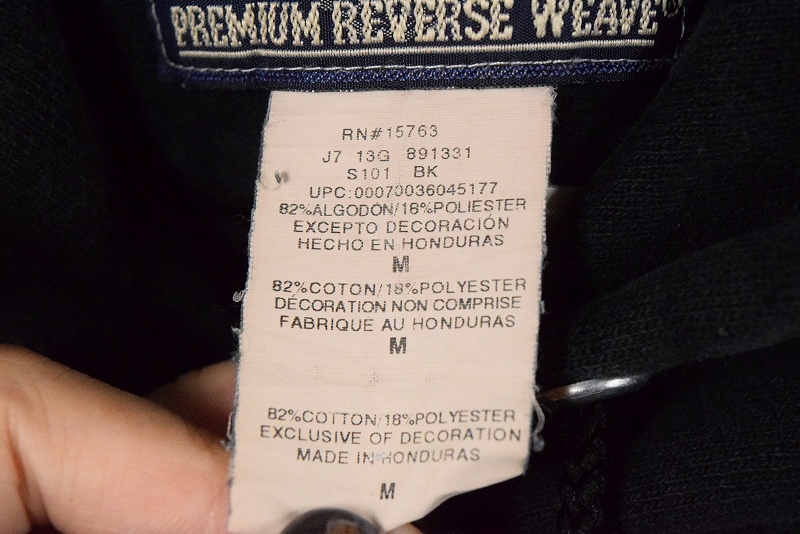 PREMIUM REVERSE WEAVE
RN#15763
J7 13G 891331
S101 BK
UPC:00070036045177
82%ALGODÓN/18%POLIÉSTER
EXCEPTO DECORACIÓN
HECHO EN HONDURAS
M
82%COTON/18%POLYESTER
DÉCORATION NON COMPRISE
FABRIQUE AU HONDURAS
M
82%COTTON/18%POLYESTER
EXCLUSIVE OF DECORATION
MADE IN HONDURAS
M